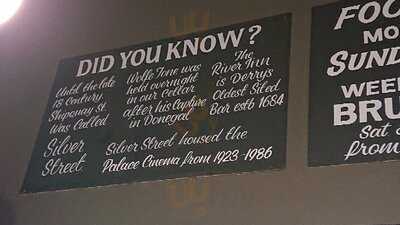 DID YOU KNOW?
Until the late
18 Century
Shipquay St.
Was Called
Silver
Street
Wolfe Tone was
held overnight
in our Cellar
after his Capture
in Donegal
The
River Inn
is Derry's
Oldest Sited
Bar estb 1684
Silver Street housed the
Palace Cinema from 1923-1986
FOO
MO
SUND
WEE
BRU
Sat &
from